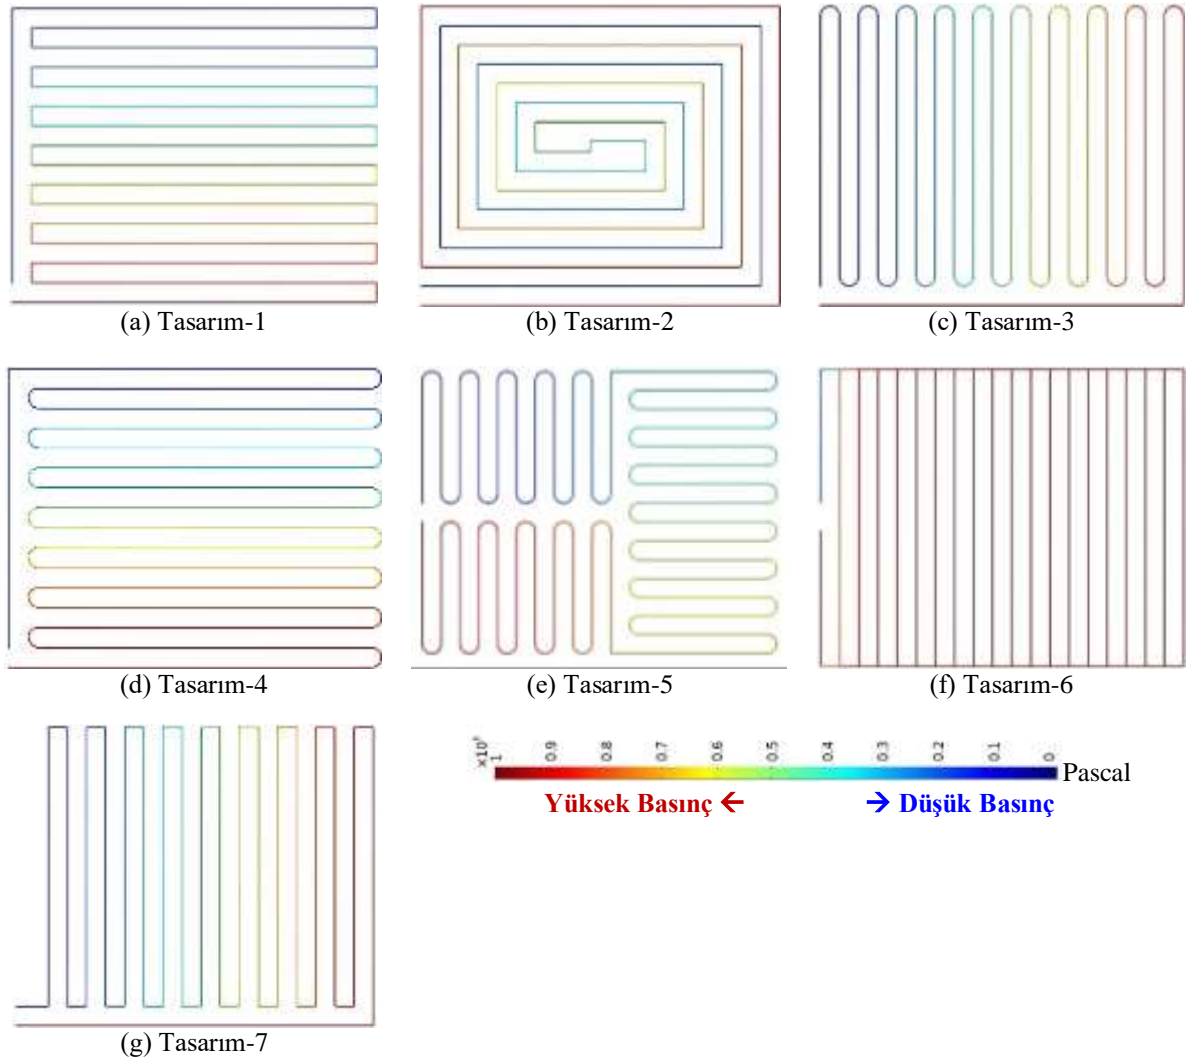 (a) Tasarım-1
(b) Tasarım-2
(c) Tasarım-3
(d) Tasarım-4
(e) Tasarım-5
(f) Tasarım-6
(g) Tasarım-7
1 0.9 0.8 0.7 0.6 0.5 0.4 0.3 0.2 0.1 0
Pascal
Yüksek Basınç ← → Düşük Basınç